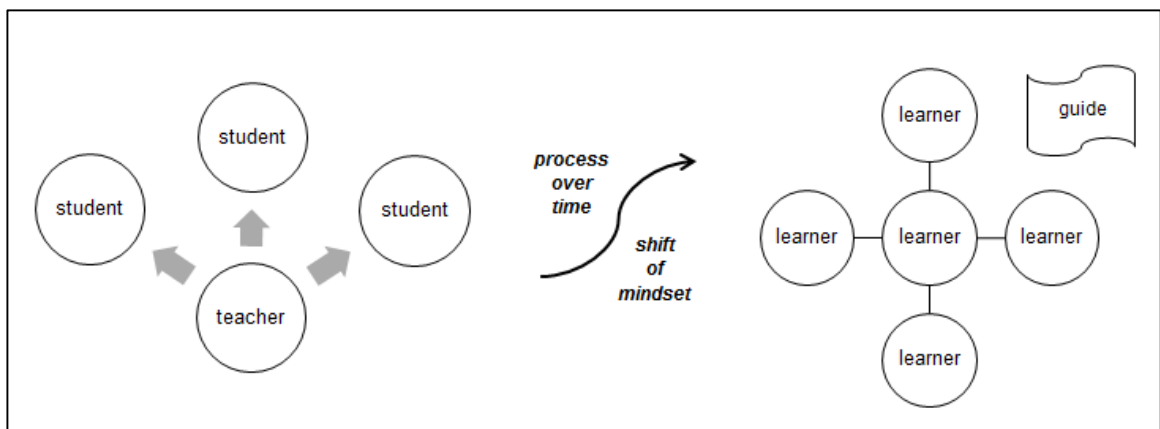 student
student
student
teacher
process
over
time
shift
of
mindset
learner
guide
learner
learner
learner
learner